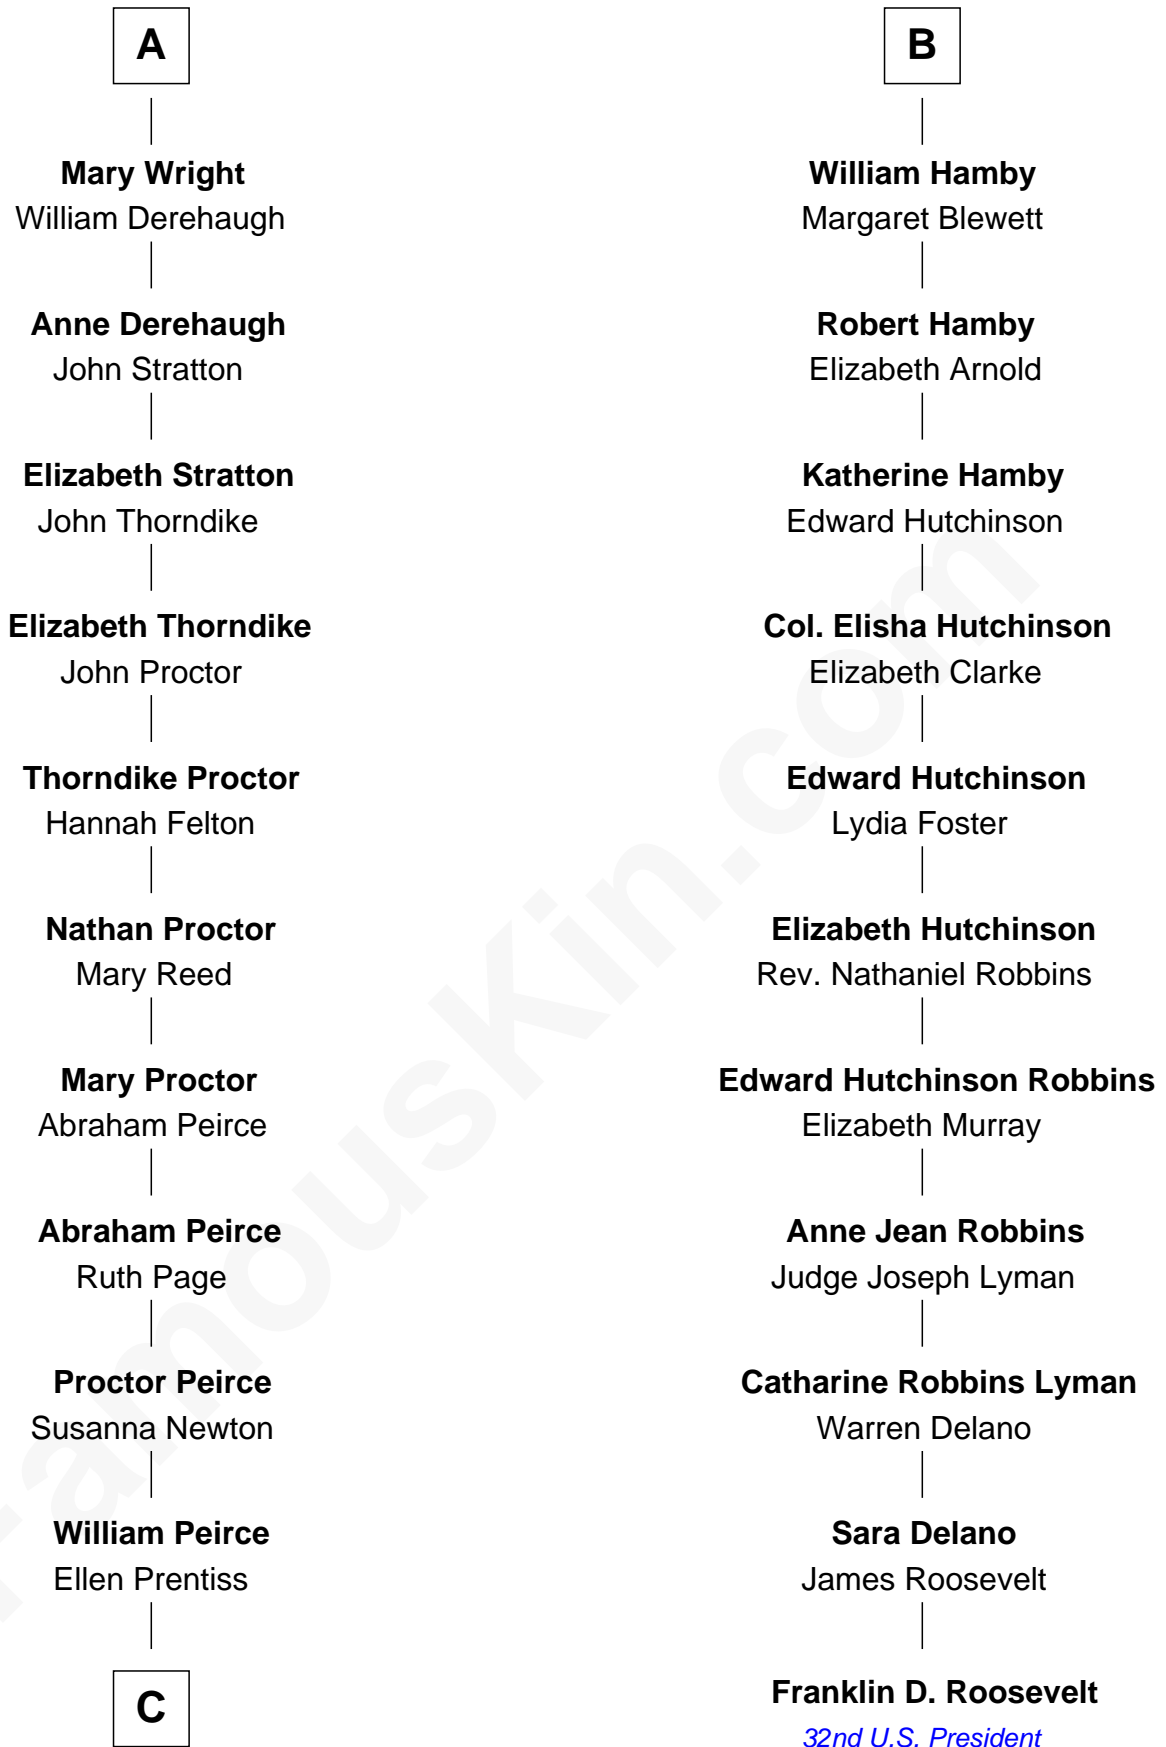 A
Mary Wright
William Derehaugh
Anne Derehaugh
John Stratton
Elizabeth Stratton
John Thorndike
Elizabeth Thorndike
John Proctor
Thorndike Proctor
Hannah Felton
Nathan Proctor
Mary Reed
Mary Proctor
Abraham Peirce
Abraham Peirce
Ruth Page
Proctor Peirce
Susanna Newton
William Peirce
Ellen Prentiss
C
B
William Hamby
Margaret Blewett
Robert Hamby
Elizabeth Arnold
Katherine Hamby
Edward Hutchinson
Col. Elisha Hutchinson
Elizabeth Clarke
Edward Hutchinson
Lydia Foster
Elizabeth Hutchinson
Rev. Nathaniel Robbins
Edward Hutchinson Robbins
Elizabeth Murray
Anne Jean Robbins
Judge Joseph Lyman
Catharine Robbins Lyman
Warren Delano
Sara Delano
James Roosevelt
Franklin D. Roosevelt
32nd U.S. President
FamousKin.com